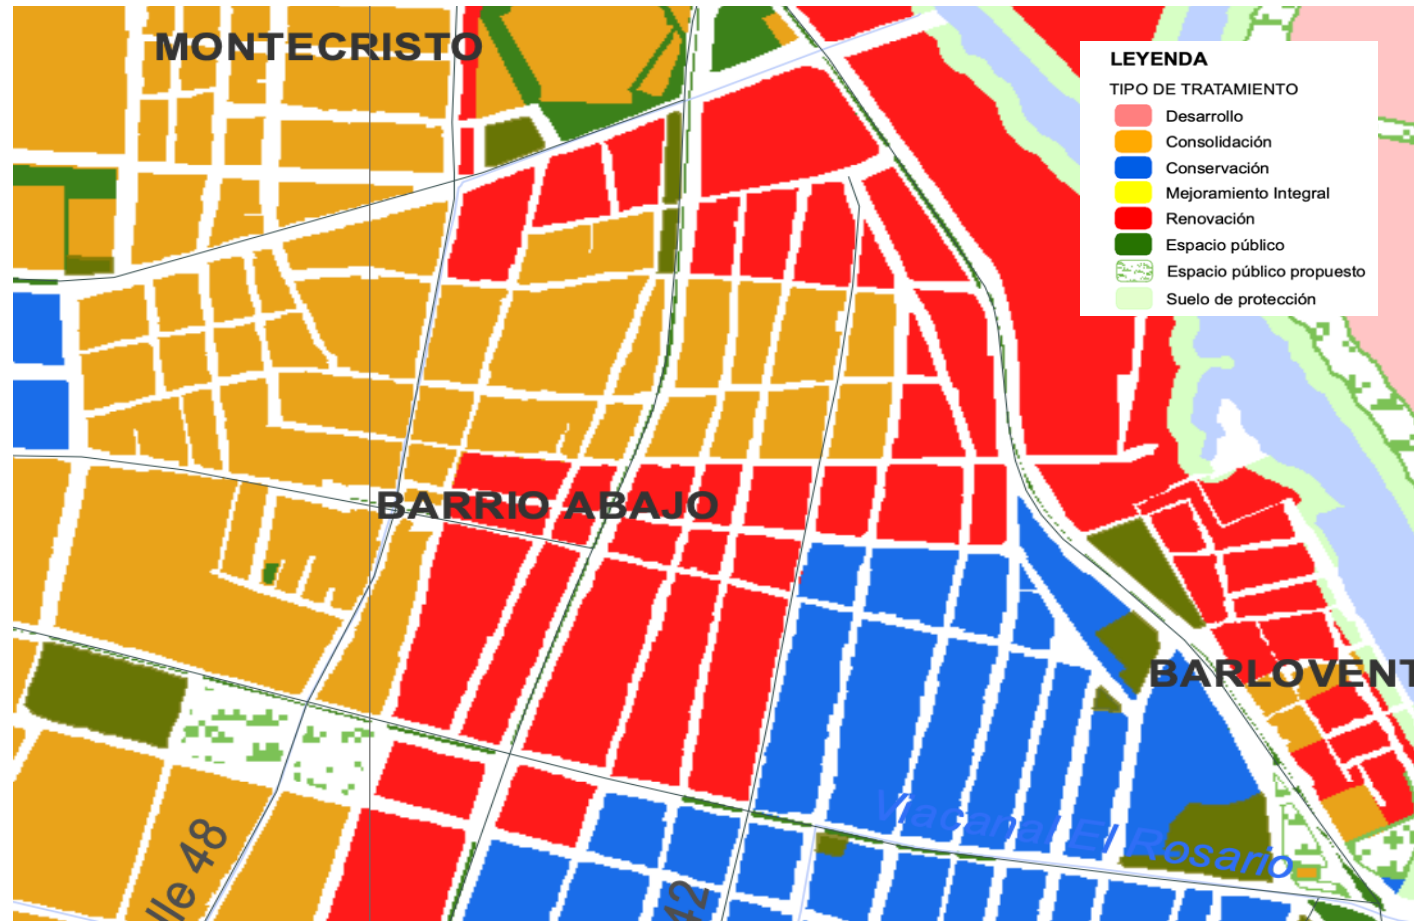 MONTECRISTO
LEYENDA
TIPO DE TRATAMIENTO
Desarrollo
Consolidación
Conservación
Mejoramiento Integral
Renovación
Espacio público
Espacio público propuesto
Suelo de protección
BARRIO ABAJO
BARLOVENT
Viacanal El Rosario
lle 48
42